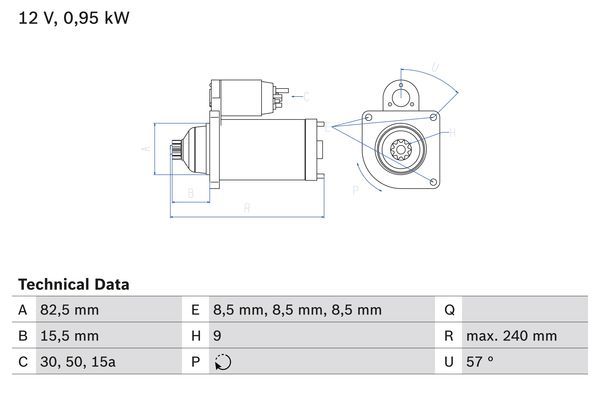 12 V, 0,95 kW
U
C
E
A
H
P
B
R
Technical Data
A 82,5 mm E 8,5 mm, 8,5 mm, 8,5 mm Q
B 15,5 mm H 9 R max. 240 mm
C 30, 50, 15a P U 57 °